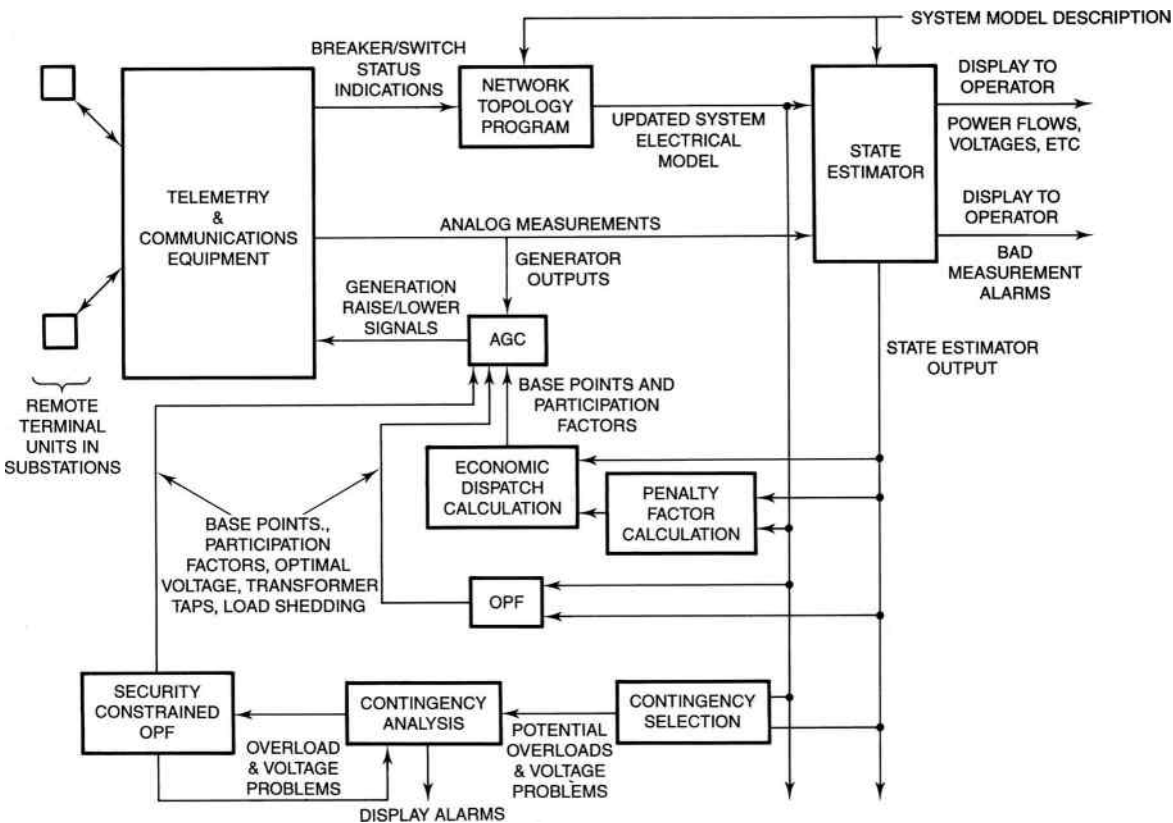 SYSTEM MODEL DESCRIPTION
BREAKER/SWITCH
STATUS
INDICATIONS
NETWORK
TOPOLOGY
PROGRAM
UPDATED SYSTEM
ELECTRICAL
MODEL
STATE
ESTIMATOR
DISPLAY TO
OPERATOR
POWER FLOWS,
VOLTAGES, ETC
DISPLAY TO
OPERATOR
BAD
MEASUREMENT
ALARMS
TELEMETRY
&
COMMUNICATIONS
EQUIPMENT
ANALOG MEASUREMENTS
GENERATOR
OUTPUTS
GENERATION
RAISE/LOWER
SIGNALS
AGC
STATE ESTIMATOR
OUTPUT
REMOTE
TERMINAL
UNITS IN
SUBSTATIONS
BASE POINTS AND
PARTICIPATION
FACTORS
ECONOMIC
DISPATCH
CALCULATION
PENALTY
FACTOR
CALCULATION
BASE POINTS.,
PARTICIPATION
FACTORS, OPTIMAL
VOLTAGE, TRANSFORMER
TAPS, LOAD SHEDDING
OPF
SECURITY
CONSTRAINED
OPF
CONTINGENCY
ANALYSIS
CONTINGENCY
SELECTION
OVERLOAD
& VOLTAGE
PROBLEMS
POTENTIAL
OVERLOADS
& VOLTAGE
PROBLEMS
DISPLAY ALARMS